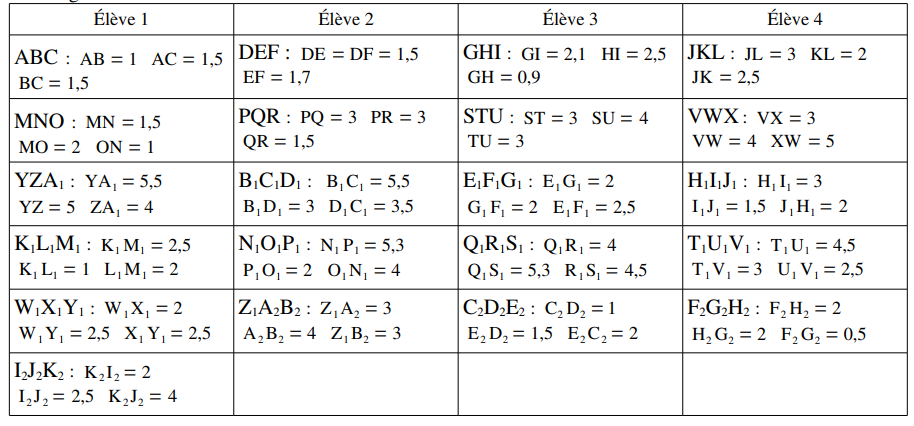 Élève 1 Élève 2 Élève 3 Élève 4
ABC : AB = 1 AC = 1,5
BC = 1,5
DEF : DE = DF = 1,5
EF = 1,7
GHI : GI = 2,1 HI = 2,5
GH = 0,9
JKL : JL = 3 KL = 2
JK = 2,5
MNO : MN = 1,5
MO = 2 ON = 1
PQR : PQ = 3 PR = 3
QR = 1,5
STU : ST = 3 SU = 4
TU = 3
VWX : VX = 3
VW = 4 XW = 5
YZA₁ : YA₁ = 5,5
YZ = 5 ZA₁ = 4
B₁C₁D₁ : B₁C₁ = 5,5
B₁D₁ = 3 D₁C₁ = 3,5
E₁F₁G₁ : E₁G₁ = 2
G₁F₁ = 2 E₁F₁ = 2,5
H₁I₁J₁ : H₁I₁ = 3
I₁J₁ = 1,5 J₁H₁ = 2
K₁L₁M₁ : K₁M₁ = 2,5
K₁L₁ = 1 L₁M₁ = 2
N₁O₁P₁ : N₁P₁ = 5,3
P₁O₁ = 2 O₁N₁ = 4
Q₁R₁S₁ : Q₁R₁ = 4
Q₁S₁ = 5,3 R₁S₁ = 4,5
T₁U₁V₁ : T₁U₁ = 4,5
T₁V₁ = 3 U₁V₁ = 2,5
W₁X₁Y₁ : W₁X₁ = 2
W₁Y₁ = 2,5 X₁Y₁ = 2,5
Z₁A₂B₂ : Z₁A₂ = 3
A₂B₂ = 4 Z₁B₂ = 3
C₂D₂E₂ : C₂D₂ = 1
E₂D₂ = 1,5 E₂C₂ = 2
F₂G₂H₂ : F₂H₂ = 2
H₂G₂ = 2 F₂G₂ = 0,5
I₂J₂K₂ : K₂I₂ = 2
I₂J₂ = 2,5 K₂J₂ = 4